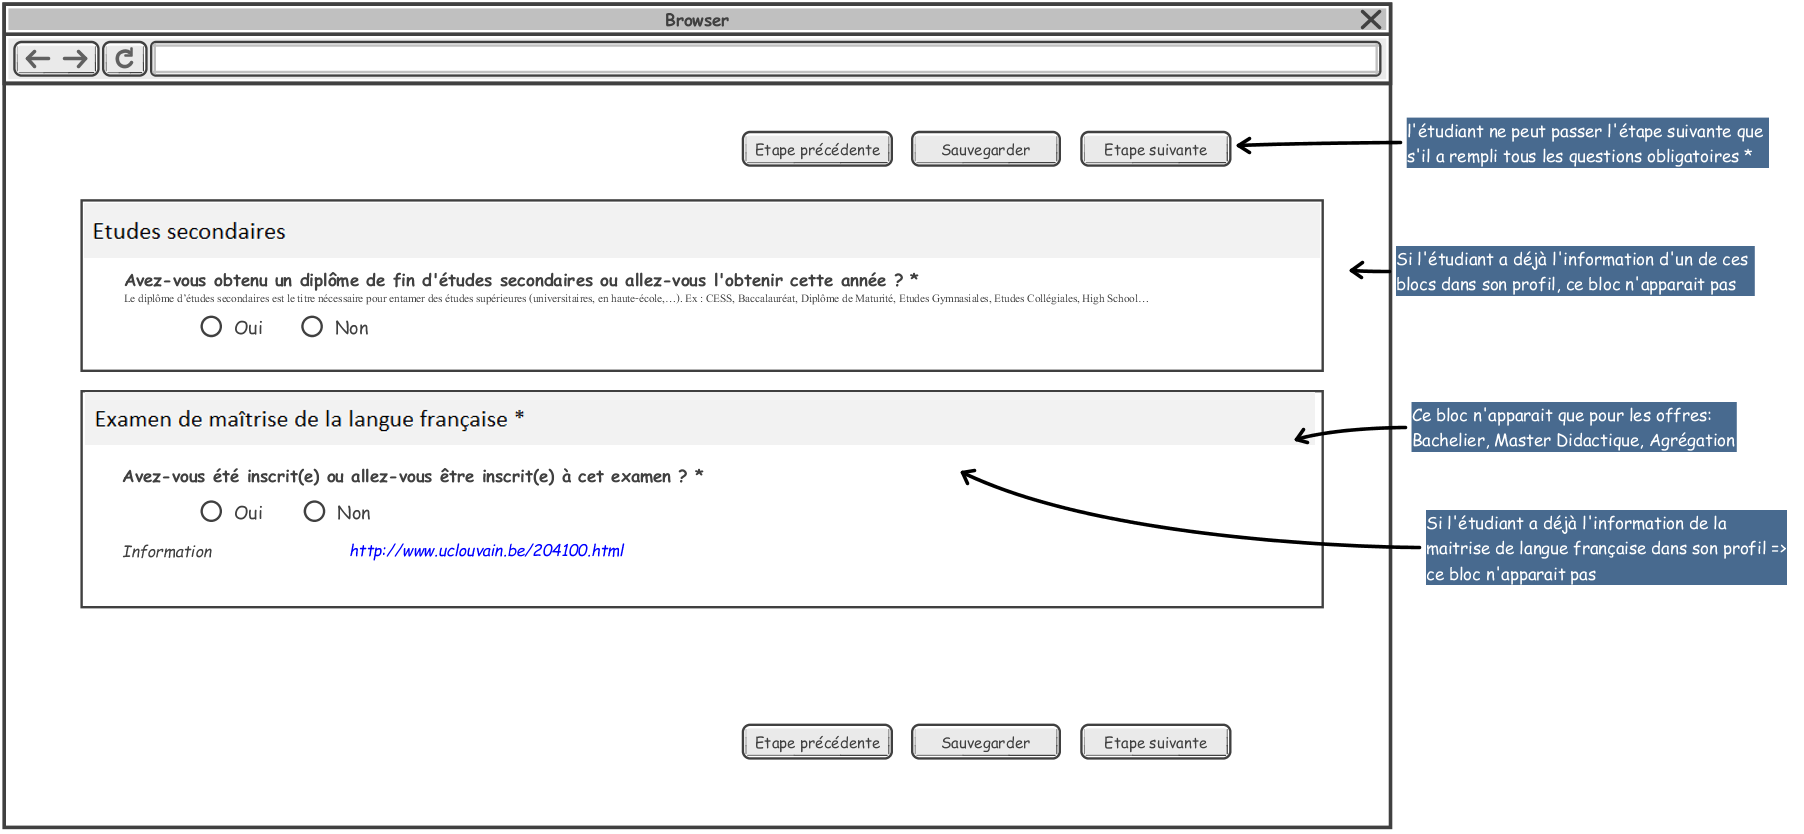 Browser
Etape précédente
Sauvegarder
Etape suivante
l'étudiant ne peut passer l'étape suivante que
s'il a rempli tous les questions obligatoires *
Etudes secondaires
Si l'étudiant a déjà l'information d'un de ces
blocs dans son profil, ce bloc n'apparait pas
Avez-vous obtenu un diplôme de fin d'études secondaires ou allez-vous l'obtenir cette année ? *
Le diplôme d'études secondaires est le titre nécessaire pour entamer des études supérieures (universitaires, en haute-école,...). Ex : CESS, Baccalauréat, Diplôme de Maturité, Etudes Gymnasiales, Etudes Collégiales, High School...
Oui
Non
Examen de maîtrise de la langue française *
Ce bloc n'apparait que pour les offres:
Bachelier, Master Didactique, Agrégation
Avez-vous été inscrit(e) ou allez-vous être inscrit(e) à cet examen ? *
Oui
Non
Si l'étudiant a déjà l'information de la
maitrise de langue française dans son profil =>
ce bloc n'apparait pas
Information
http://www.uclouvain.be/204100.html
Etape précédente
Sauvegarder
Etape suivante